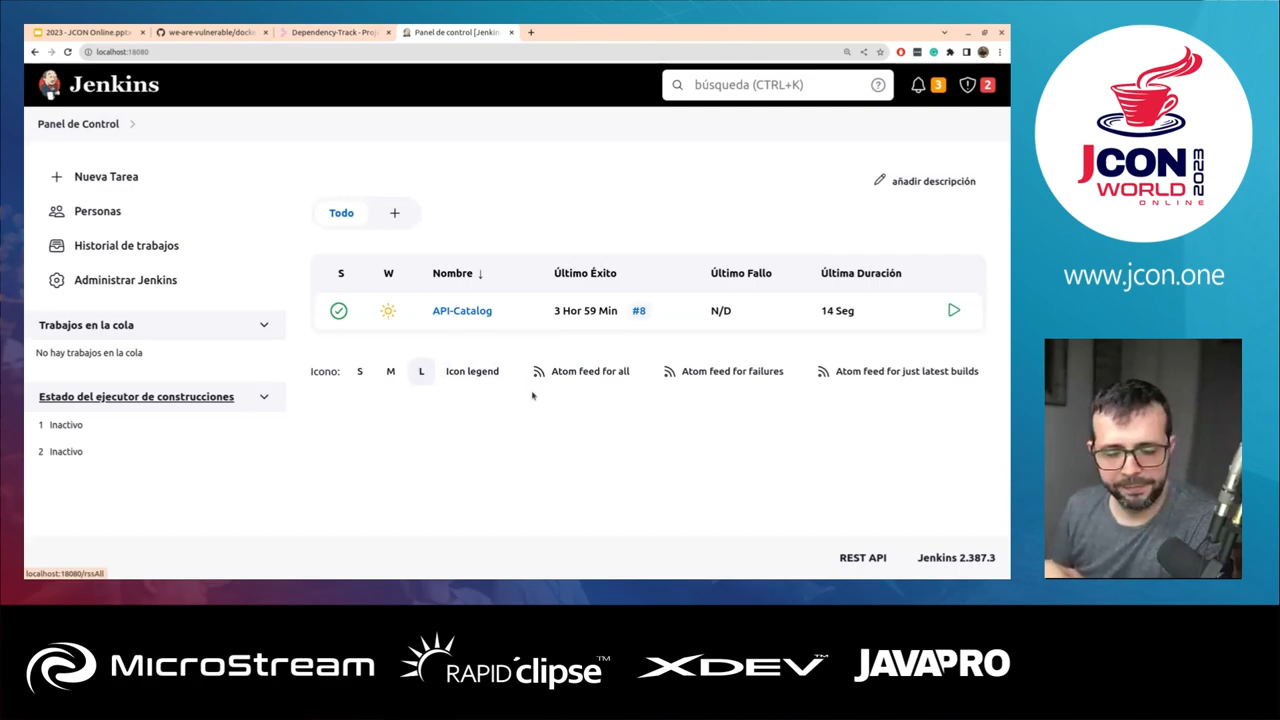 2023 - JCON Online.pptx
we-are-vulnerable/docke
Dependency-Track - Proj
Panel de control [Jenkin
localhost:18080
Jenkins
búsqueda (CTRL+K)
3
2
Panel de Control
Nueva Tarea
Personas
Historial de trabajos
Administrar Jenkins
Trabajos en la cola
No hay trabajos en la cola
Estado del ejecutor de construcciones
1 Inactivo
2 Inactivo
añadir descripción
Todo +
S W Nombre ↓ Último Éxito Último Fallo Última Duración
API-Catalog 3 Hor 59 Min #8 N/D 14 Seg
Icono: S M L Icon legend Atom feed for all Atom feed for failures Atom feed for just latest builds
REST API Jenkins 2.387.3
localhost:18080/rssAll
JCON
WORLD
ONLINE
2023
www.jcon.one
MicroStream
RAPID'clipse™
XDEV™
JAVAPRO